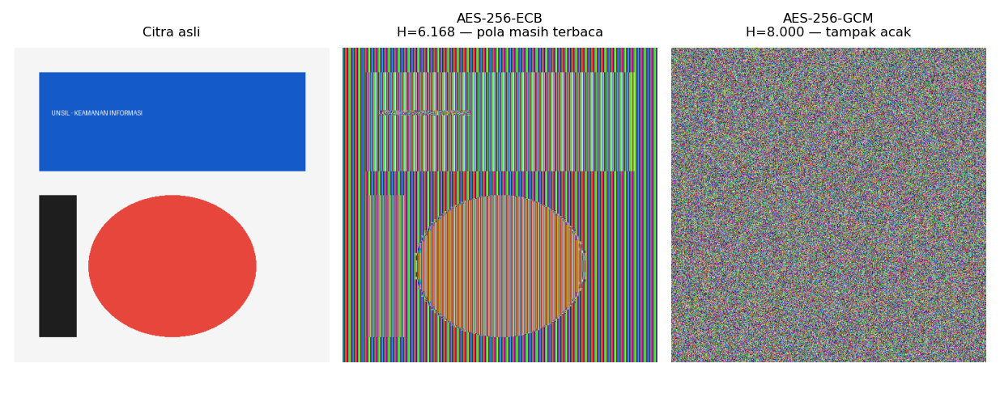 Citra asli
AES-256-ECB
H=6.168 — pola masih terbaca
AES-256-GCM
H=8.000 — tampak acak
UNSIL - KEAMANAN INFORMASI